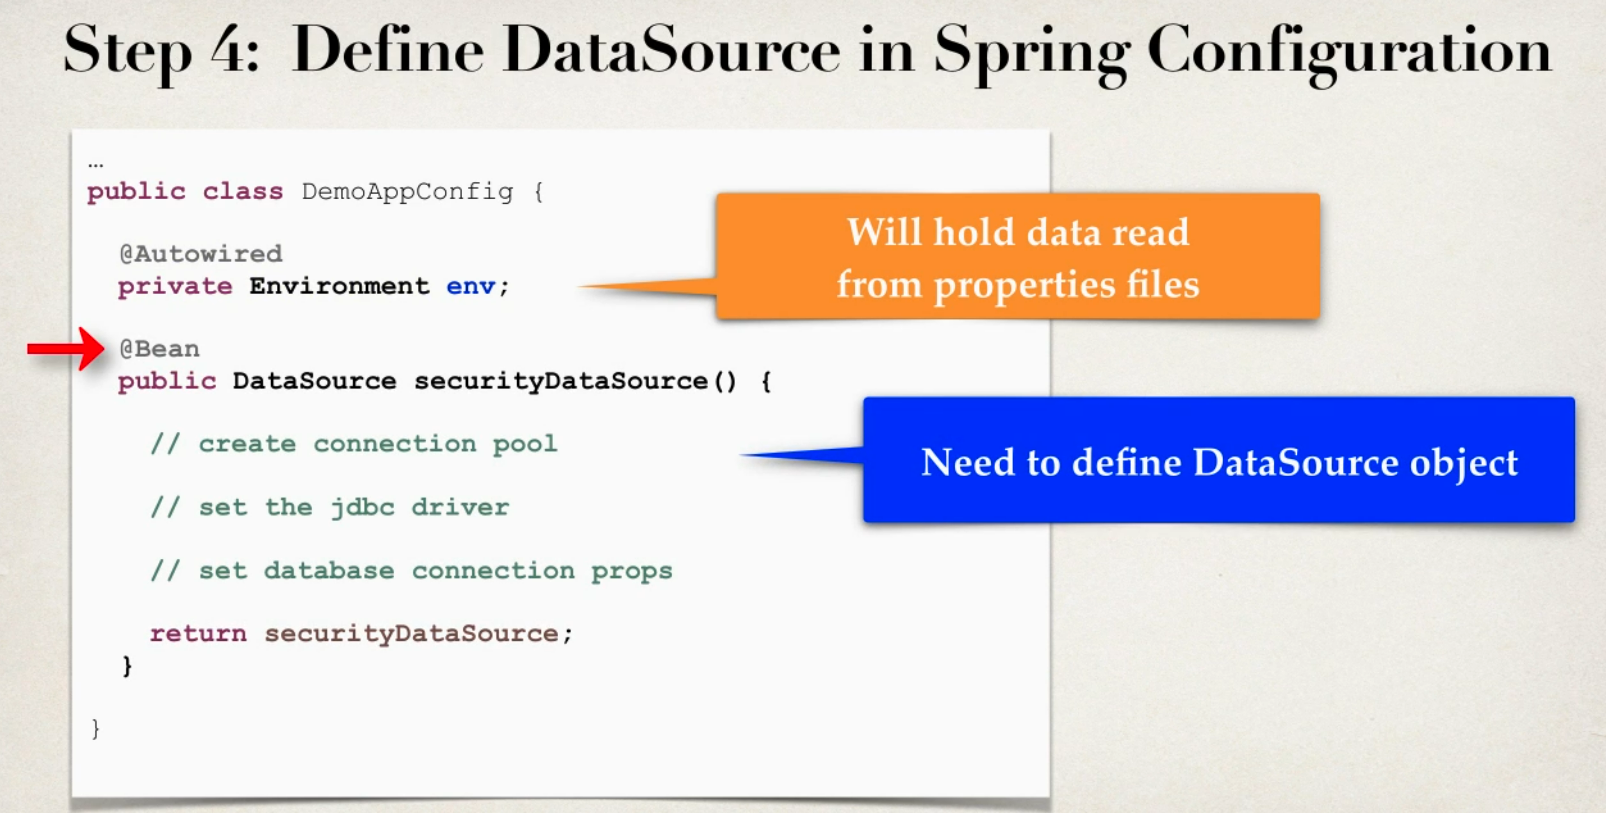 Step 4: Define DataSource in Spring Configuration
…
public class DemoAppConfig {
@Autowired
private Environment env;
Will hold data read
from properties files
@Bean
public DataSource securityDataSource() {
Need to define DataSource object
// create connection pool
// set the jdbc driver
// set database connection props
return securityDataSource;
}
}